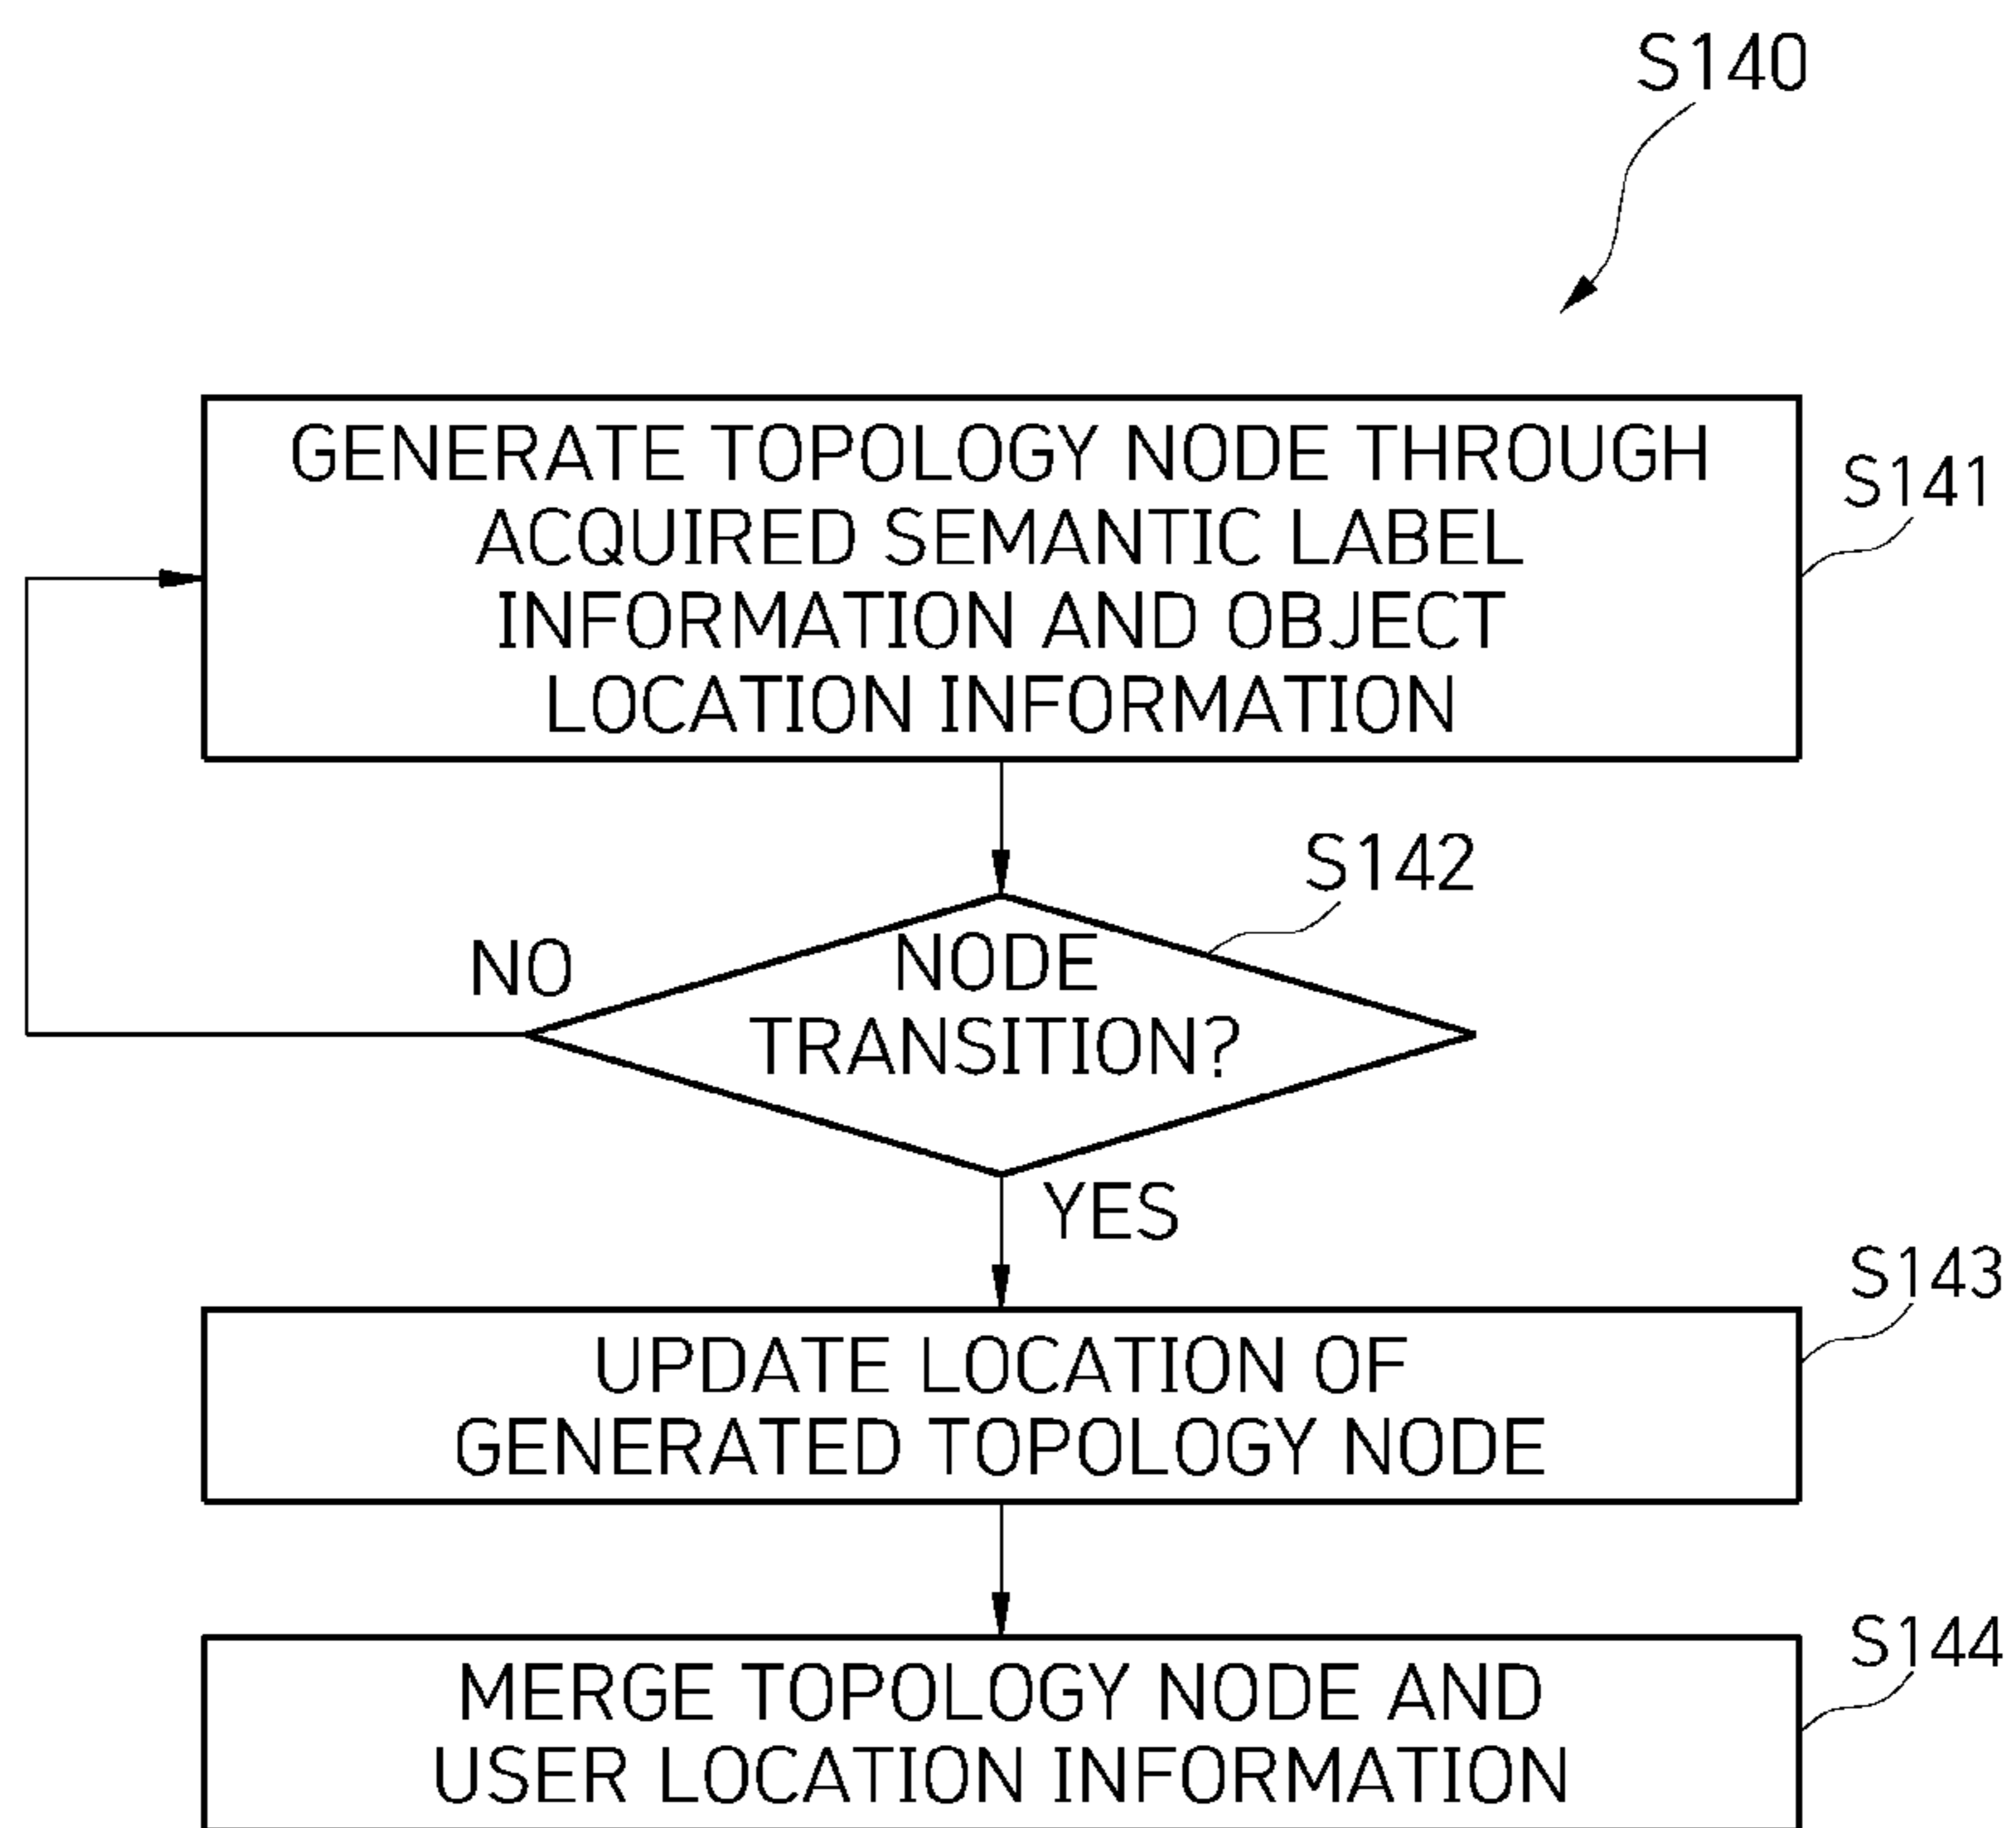 S140
GENERATE TOPOLOGY NODE THROUGH
ACQUIRED SEMANTIC LABEL
INFORMATION AND OBJECT
LOCATION INFORMATION
S141
S142
NODE
TRANSITION?
NO
YES
S143
UPDATE LOCATION OF
GENERATED TOPOLOGY NODE
S144
MERGE TOPOLOGY NODE AND
USER LOCATION INFORMATION